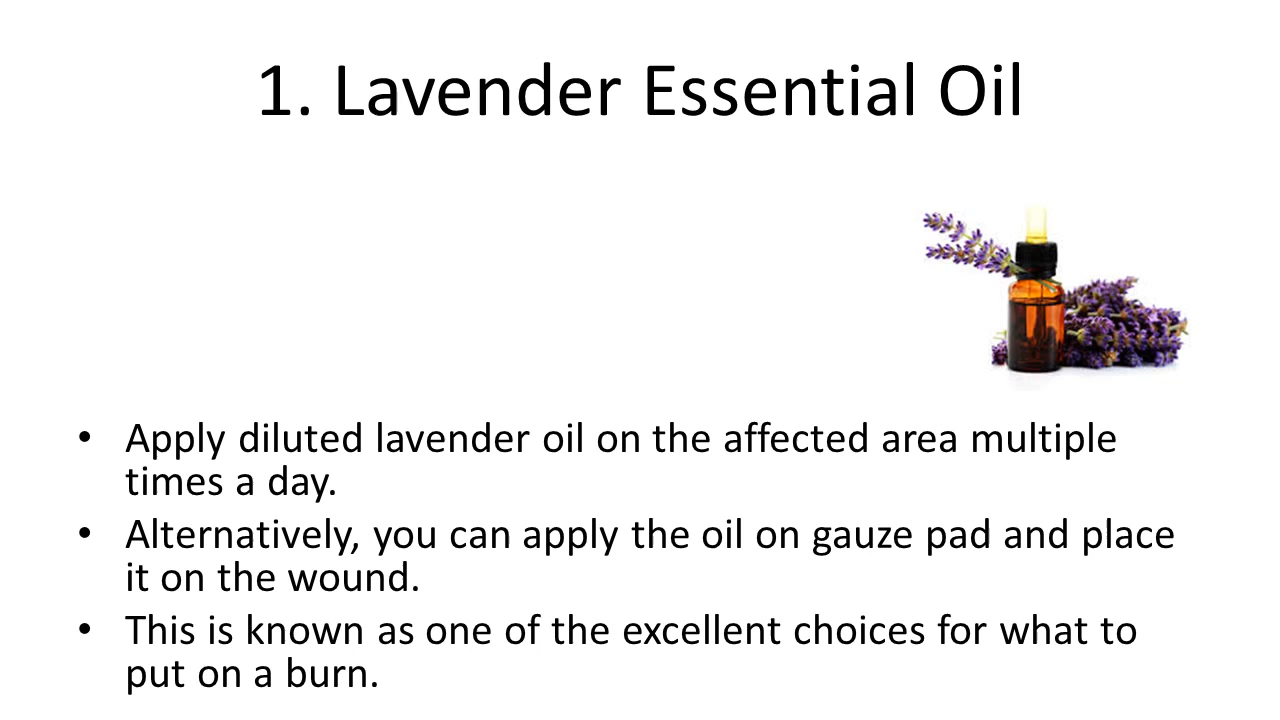 1. Lavender Essential Oil
• Apply diluted lavender oil on the affected area multiple
times a day.
• Alternatively, you can apply the oil on gauze pad and place
it on the wound.
• This is known as one of the excellent choices for what to
put on a burn.